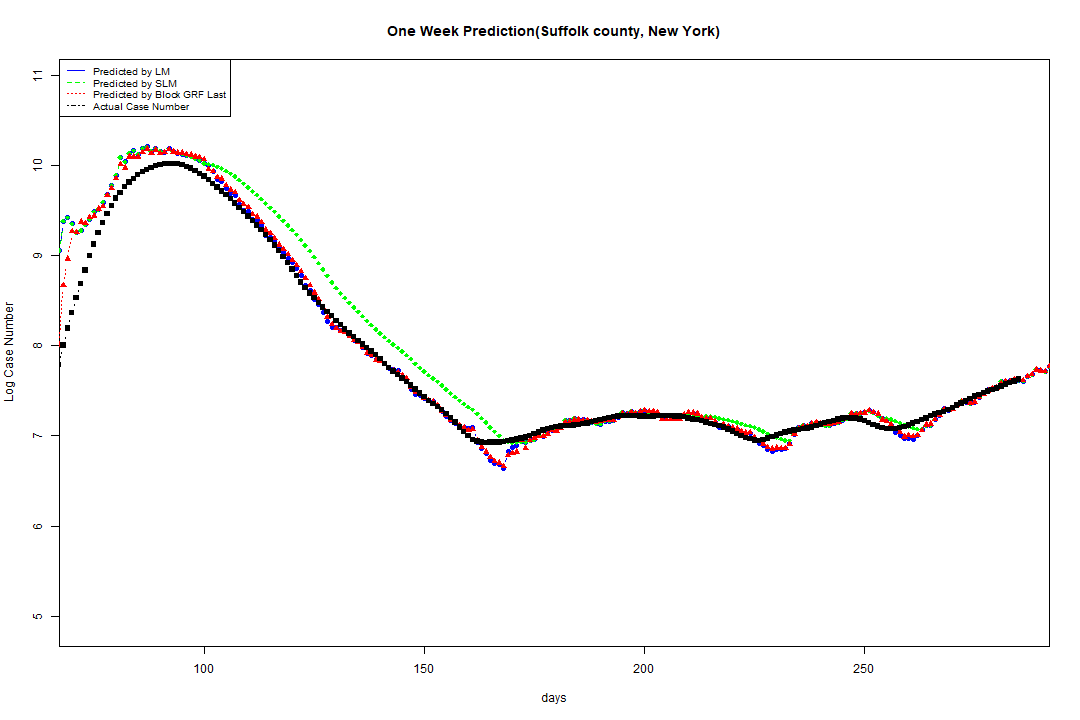 One Week Prediction(Suffolk county, New York)
Predicted by LM
Predicted by SLM
Predicted by Block GRF Last
Actual Case Number
Log Case Number
11
10
9
8
7
6
5
100 150 200 250
days